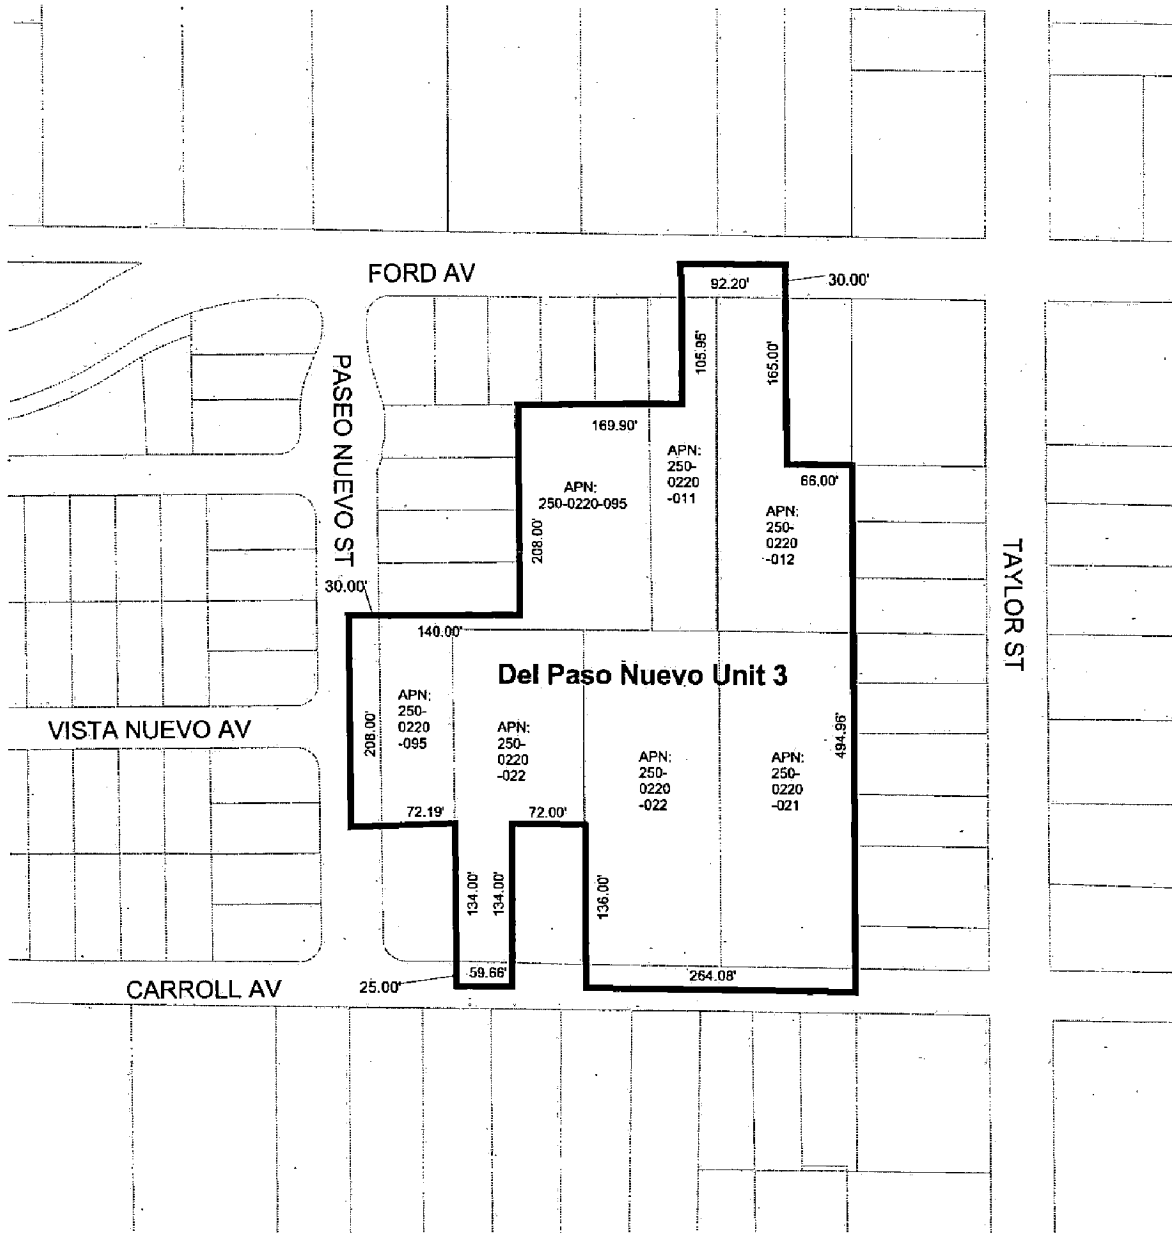 FORD AV
92.20'
30.00'
105.95'
165.00'
PASEO NUEVO ST
169.90'
APN:
250-
0220
-011
66.00'
APN:
250-0220-095
APN:
250-
0220
-012
208.00'
TAYLOR ST
30.00'
140.00'
Del Paso Nuevo Unit 3
APN:
250-
0220
-095
208.00'
VISTA NUEVO AV
APN:
250-
0220
-022
494.96'
APN:
250-
0220
-022
APN:
250-
0220
-021
72.19'
72.00'
134.00'
134.00'
136.00'
59.66'
264.08'
25.00'
CARROLL AV